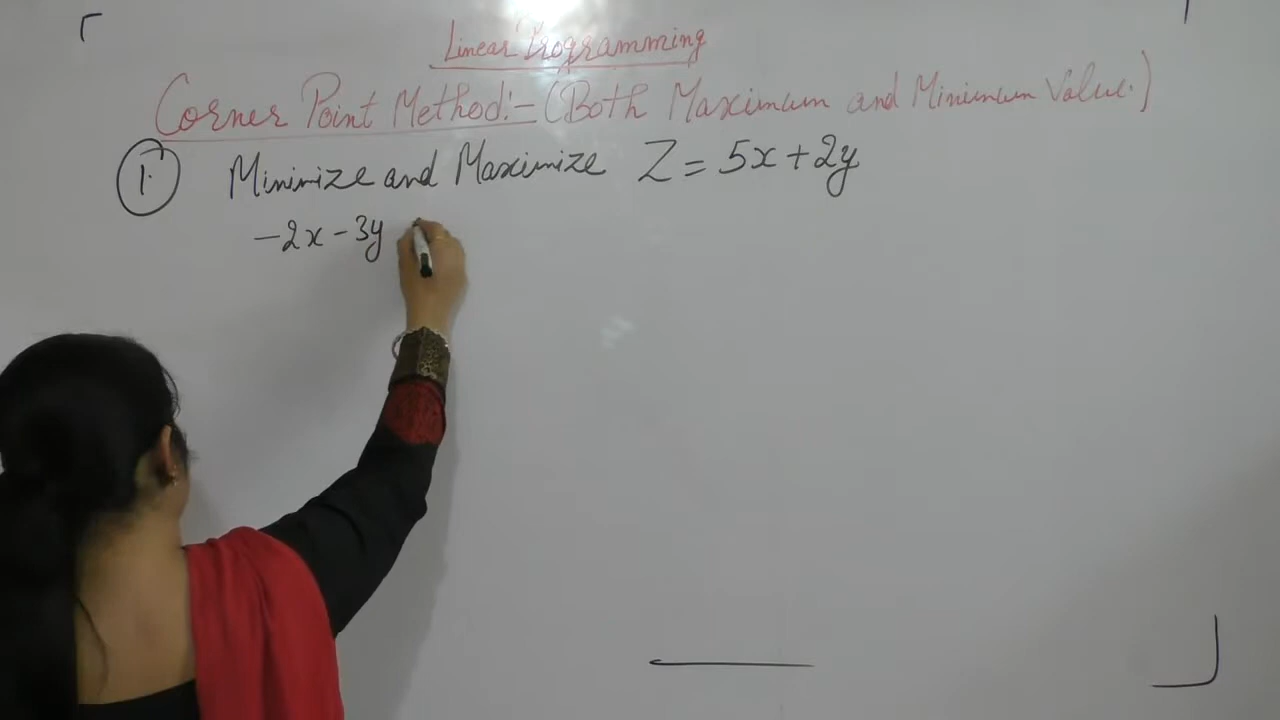 Linear Programming
Corner Point Method:- (Both Maximum and Minimum Value.)
1. Minimize and Maximize Z = 5x + 2y
-2x - 3y